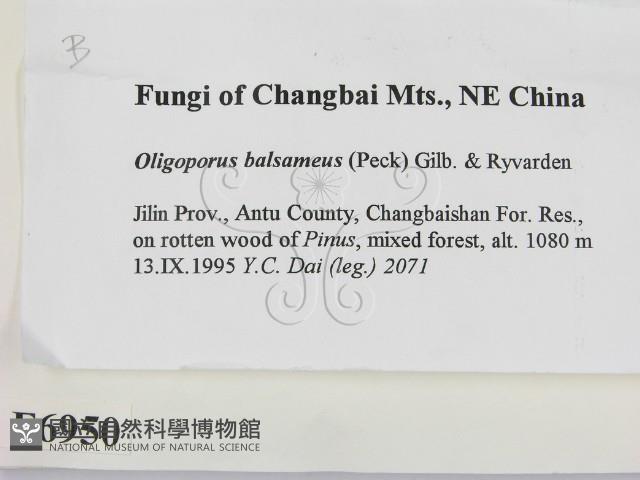 B
Fungi of Changbai Mts., NE China
Oligoporus balsameus (Peck) Gilb. & Ryvarden
Jilin Prov., Antu County, Changbaishan For. Res.,
on rotten wood of Pinus, mixed forest, alt. 1080 m
13.IX.1995 Y.C. Dai (leg.) 2071
F6950
國立自然科學博物館
NATIONAL MUSEUM OF NATURAL SCIENCE